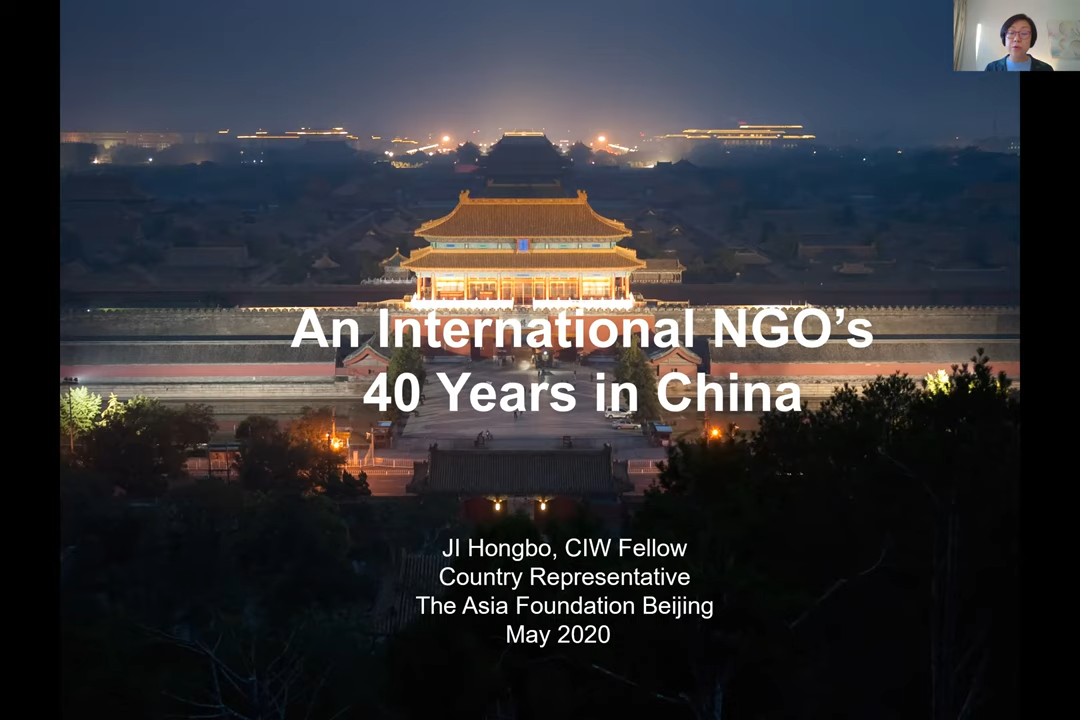 An International NGO’s
40 Years in China
JI Hongbo, CIW Fellow
Country Representative
The Asia Foundation Beijing
May 2020